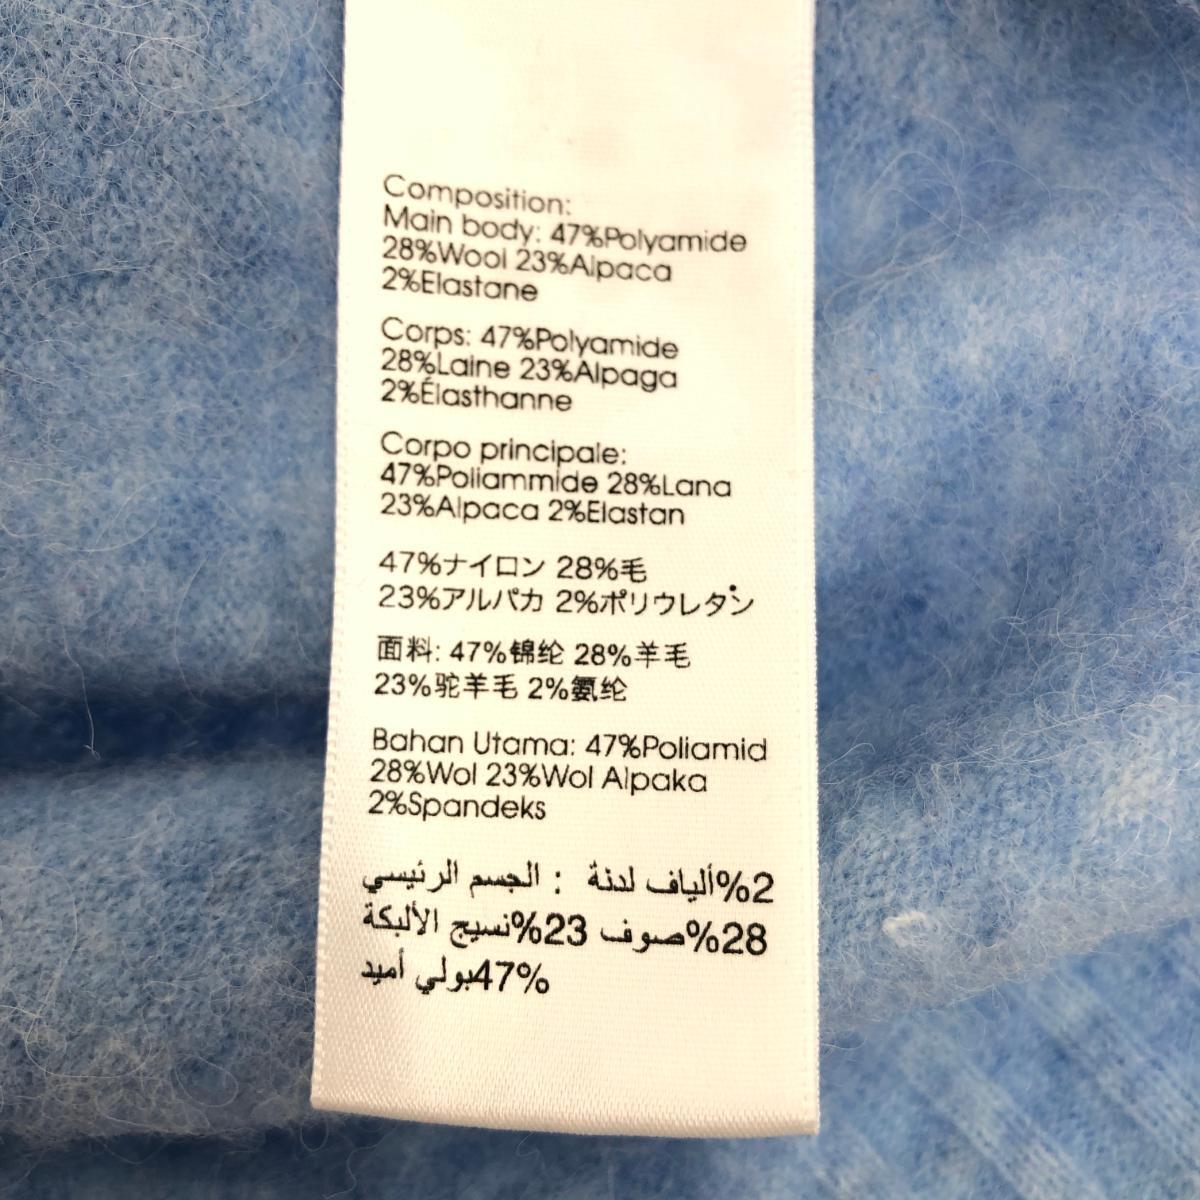 Composition:
Main body: 47%Polyamide
28%Wool 23%Alpaca
2%Elastane
Corps: 47%Polyamide
28%Laine 23%Alpaga
2%Élasthanne
Corpo principale:
47%Poliammide 28%Lana
23%Alpaca 2%Elastan
47%ナイロン 28%毛
23%アルパカ 2%ポリウレタン
面料: 47%锦纶 28%羊毛
23%驼羊毛 2%氨纶
Bahan Utama: 47%Poliamid
28%Wol 23%Wol Alpaka
2%Spandeks
2%ألياف لدنة : الجسم الرئيسي
28%صوف 23%نسيج الألبكة
47%بولي أميد